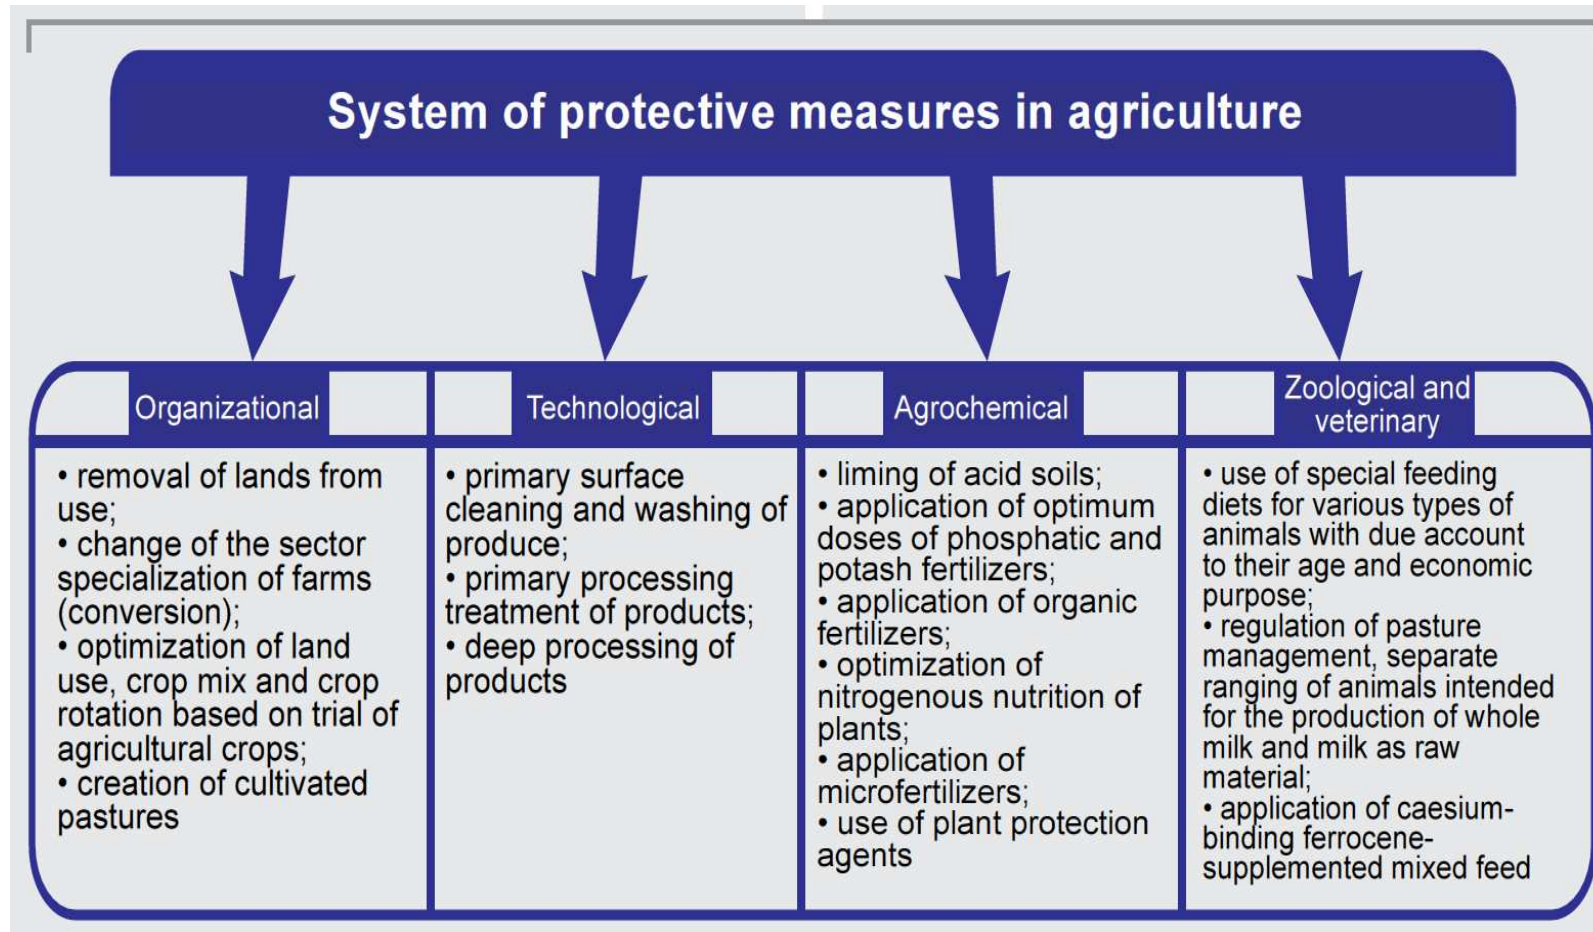 System of protective measures in agriculture
Organizational
• removal of lands from
use;
• change of the sector
specialization of farms
(conversion);
• optimization of land
use, crop mix and crop
rotation based on trial of
agricultural crops;
• creation of cultivated
pastures
Technological
• primary surface
cleaning and washing of
produce;
• primary processing
treatment of products;
• deep processing of
products
Agrochemical
• liming of acid soils;
• application of optimum
doses of phosphatic and
potash fertilizers;
• application of organic
fertilizers;
• optimization of
nitrogenous nutrition of
plants;
• application of
microfertilizers;
• use of plant protection
agents
Zoological and
veterinary
• use of special feeding
diets for various types of
animals with due account
to their age and economic
purpose;
• regulation of pasture
management, separate
ranging of animals intended
for the production of whole
milk and milk as raw
material;
• application of caesium-
binding ferrocene-
supplemented mixed feed